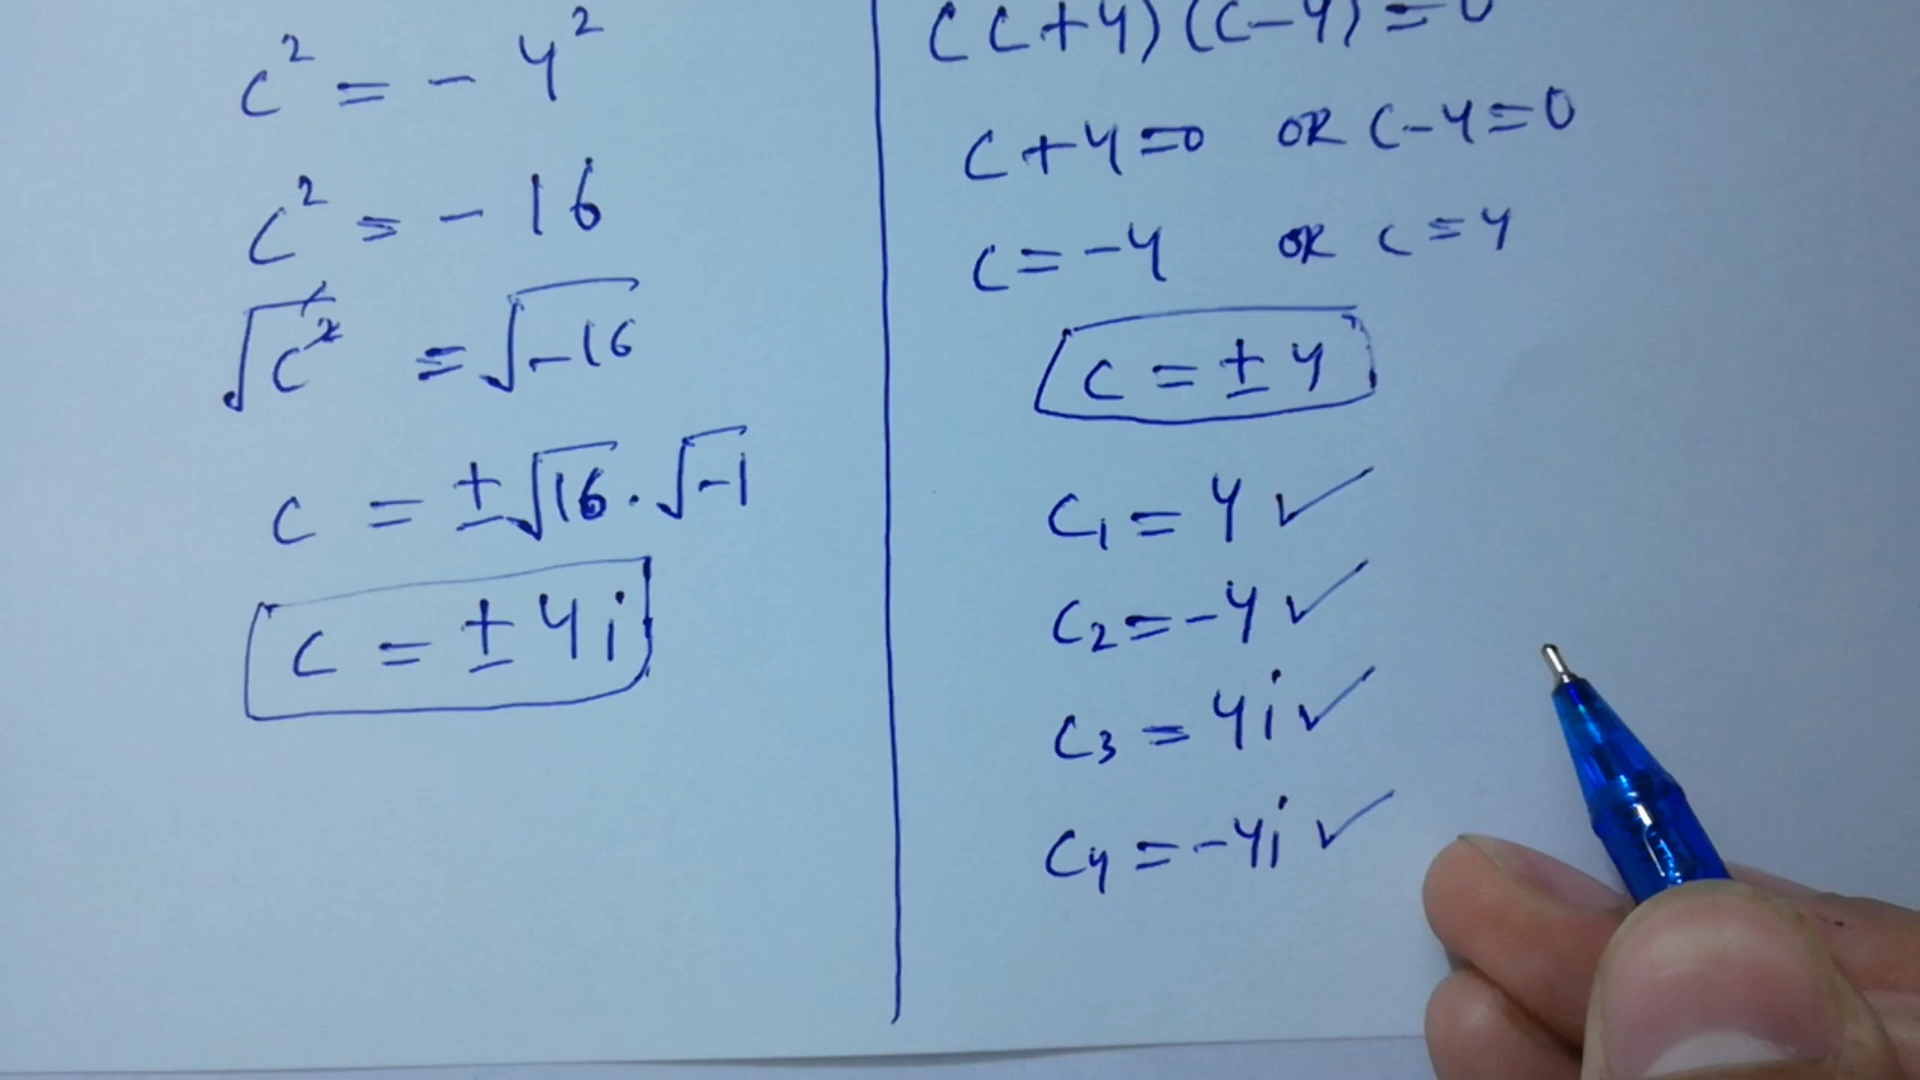 c² = - 4²
c² = - 16
√c² = √-16
c = ±√16 . √-1
c = ± 4i
(c+4)(c-4)=0
c+4=0 OR c-4=0
c=-4 OR c=4
c = ±4
c₁ = 4 ✓
c₂ = -4 ✓
c₃ = 4i ✓
c₄ = -4i ✓